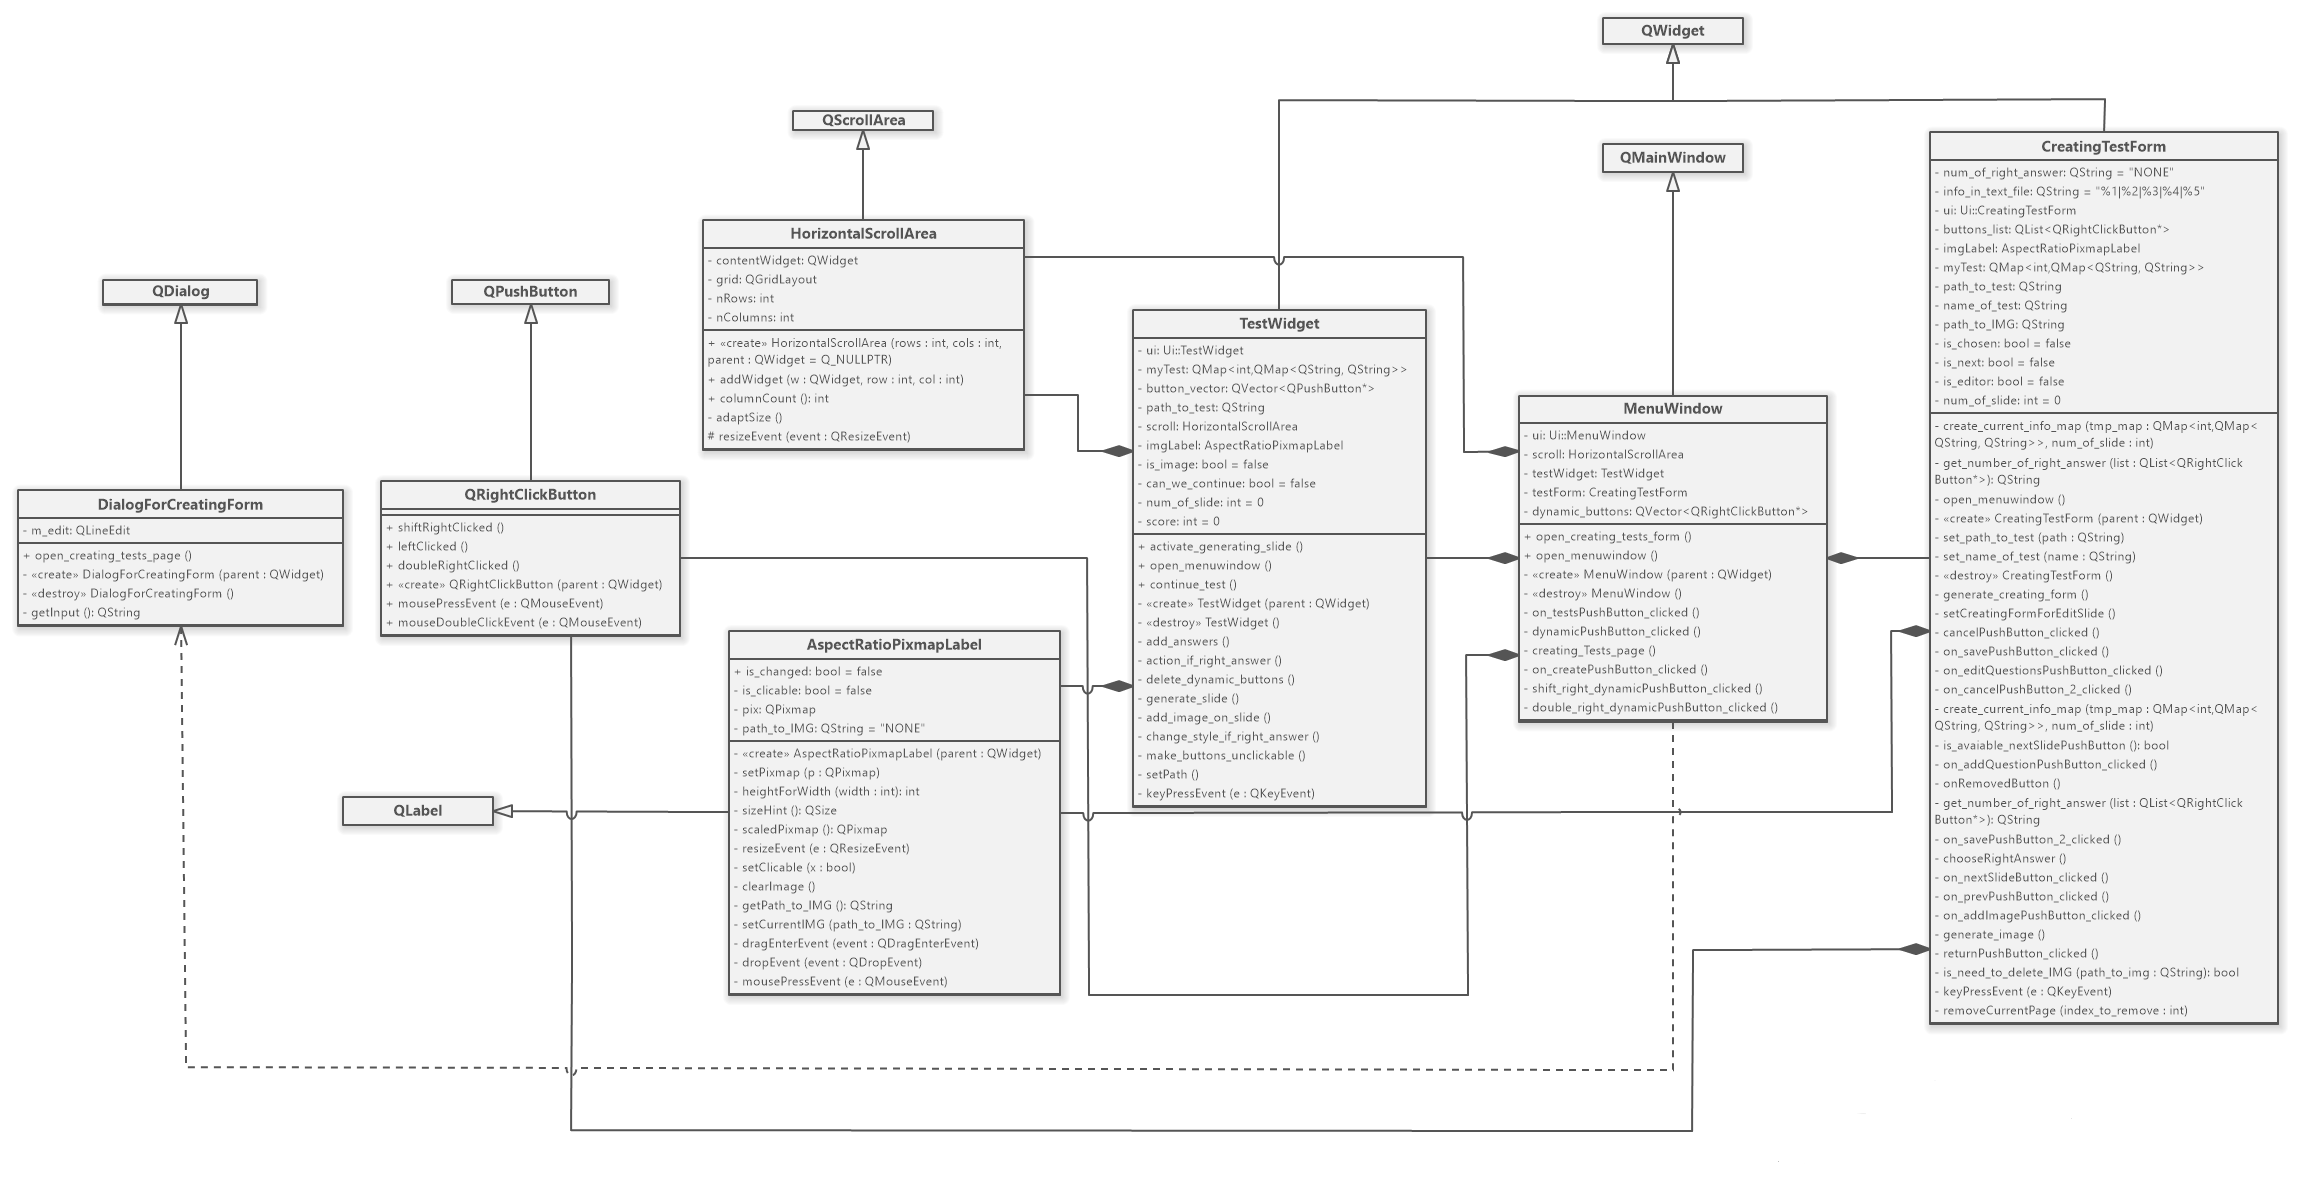 QWidget
QScrollArea
QMainWindow
CreatingTestForm
- num_of_right_answer: QString = "NONE"
- info_in_text_file: QString = "%1|%2|%3|%4|%5"
- ui: Ui::CreatingTestForm
- buttons_list: QList<QRightClickButton*>
- imgLabel: AspectRatioPixmapLabel
- myTest: QMap<int,QMap<QString, QString>>
- path_to_test: QString
- name_of_test: QString
- path_to_IMG: QString
- is_chosen: bool = false
- is_next: bool = false
- is_editor: bool = false
- num_of_slide: int = 0
- create_current_info_map (tmp_map : QMap<int,QMap<
QString, QString>>, num_of_slide : int)
- get_number_of_right_answer (list : QList<QRightClick
Button*>): QString
- open_menuwindow ()
- «create» CreatingTestForm (parent : QWidget)
- set_path_to_test (path : QString)
- set_name_of_test (name : QString)
- «destroy» CreatingTestForm ()
- generate_creating_form ()
- setCreatingFormForEditSlide ()
- cancelPushButton_clicked ()
- on_savePushButton_clicked ()
- on_editQuestionsPushButton_clicked ()
- on_cancelPushButton_2_clicked ()
- create_current_info_map (tmp_map : QMap<int,QMap<
QString, QString>>, num_of_slide : int)
- is_avaiable_nextSlidePushButton (): bool
- on_addQuestionPushButton_clicked ()
- onRemovedButton ()
- get_number_of_right_answer (list : QList<QRightClick
Button*>): QString
- on_savePushButton_2_clicked ()
- chooseRightAnswer ()
- on_nextSlideButton_clicked ()
- on_prevPushButton_clicked ()
- on_addImagePushButton_clicked ()
- generate_image ()
- returnPushButton_clicked ()
- is_need_to_delete_IMG (path_to_img : QString): bool
- keyPressEvent (e : QKeyEvent)
- removeCurrentPage (index_to_remove : int)
HorizontalScrollArea
- contentWidget: QWidget
- grid: QGridLayout
- nRows: int
- nColumns: int
+ «create» HorizontalScrollArea (rows : int, cols : int,
parent : QWidget = Q_NULLPTR)
+ addWidget (w : QWidget, row : int, col : int)
+ columnCount (): int
- adaptSize ()
# resizeEvent (event : QResizeEvent)
QDialog
QPushButton
TestWidget
- ui: Ui::TestWidget
- myTest: QMap<int,QMap<QString, QString>>
- button_vector: QVector<QPushButton*>
- path_to_test: QString
- scroll: HorizontalScrollArea
- imgLabel: AspectRatioPixmapLabel
- is_image: bool = false
- can_we_continue: bool = false
- num_of_slide: int = 0
- score: int = 0
+ activate_generating_slide ()
+ open_menuwindow ()
+ continue_test ()
- «create» TestWidget (parent : QWidget)
- «destroy» TestWidget ()
- add_answers ()
- action_if_right_answer ()
- delete_dynamic_buttons ()
- generate_slide ()
- add_image_on_slide ()
- change_style_if_right_answer ()
- make_buttons_unclickable ()
- setPath ()
- keyPressEvent (e : QKeyEvent)
MenuWindow
- ui: Ui::MenuWindow
- scroll: HorizontalScrollArea
- testWidget: TestWidget
- testForm: CreatingTestForm
- dynamic_buttons: QVector<QRightClickButton*>
+ open_creating_tests_form ()
+ open_menuwindow ()
- «create» MenuWindow (parent : QWidget)
- «destroy» MenuWindow ()
- on_testsPushButton_clicked ()
- dynamicPushButton_clicked ()
- creating_Tests_page ()
- on_createPushButton_clicked ()
- shift_right_dynamicPushButton_clicked ()
- double_right_dynamicPushButton_clicked ()
DialogForCreatingForm
- m_edit: QLineEdit
+ open_creating_tests_page ()
- «create» DialogForCreatingForm (parent : QWidget)
- «destroy» DialogForCreatingForm ()
- getInput (): QString
QRightClickButton
+ shiftRightClicked ()
+ leftClicked ()
+ doubleRightClicked ()
+ «create» QRightClickButton (parent : QWidget)
+ mousePressEvent (e : QMouseEvent)
+ mouseDoubleClickEvent (e : QMouseEvent)
AspectRatioPixmapLabel
+ is_changed: bool = false
- is_clicable: bool = false
- pix: QPixmap
- path_to_IMG: QString = "NONE"
- «create» AspectRatioPixmapLabel (parent : QWidget)
- setPixmap (p : QPixmap)
- heightForWidth (width : int): int
- sizeHint (): QSize
- scaledPixmap (): QPixmap
- resizeEvent (e : QResizeEvent)
- setClicable (x : bool)
- clearImage ()
- getPath_to_IMG (): QString
- setCurrentIMG (path_to_IMG : QString)
- dragEnterEvent (event : QDragEnterEvent)
- dropEvent (event : QDropEvent)
- mousePressEvent (e : QMouseEvent)
QLabel